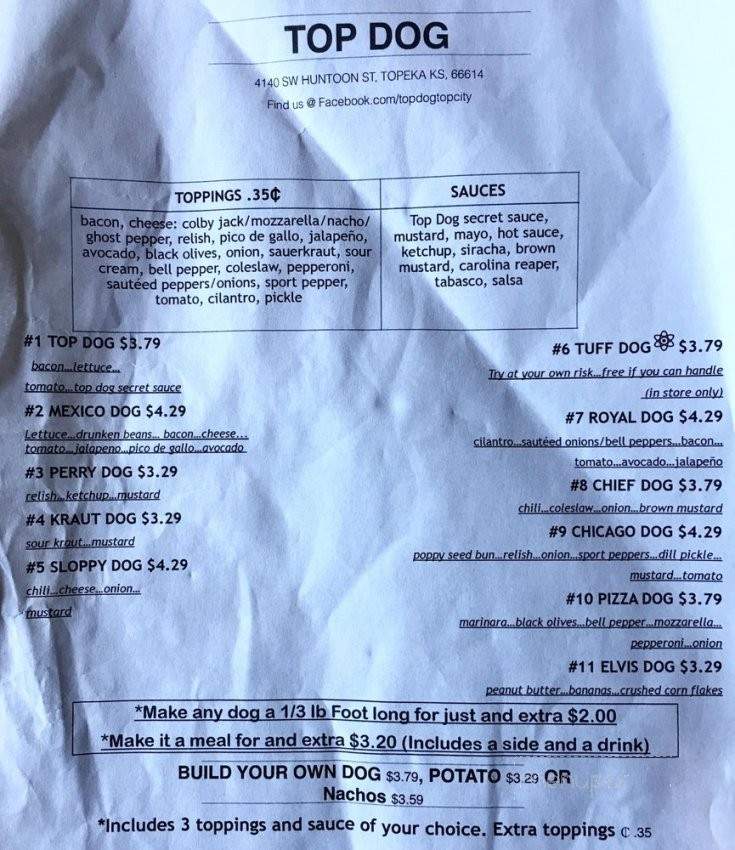 TOP DOG
4140 SW HUNTOON ST, TOPEKA KS, 66614
Find us @ Facebook.com/topdogtopcity
TOPPINGS .35₵
bacon, cheese: colby jack/mozzarella/nacho/
ghost pepper, relish, pico de gallo, jalapeño,
avocado, black olives, onion, sauerkraut, sour
cream, bell pepper, coleslaw, pepperoni,
sautéed peppers/onions, sport pepper,
tomato, cilantro, pickle
SAUCES
Top Dog secret sauce,
mustard, mayo, hot sauce,
ketchup, siracha, brown
mustard, carolina reaper,
tabasco, salsa
#1 TOP DOG $3.79
bacon...lettuce...
tomato...top dog secret sauce
#2 MEXICO DOG $4.29
Lettuce...drunken beans... bacon...cheese...
tomato...jalapeno...pico de gallo...avocado
#3 PERRY DOG $3.29
relish...ketchup...mustard
#4 KRAUT DOG $3.29
sour kraut...mustard
#5 SLOPPY DOG $4.29
chili...cheese...onion...
mustard
#6 TUFF DOG $3.79
Try at your own risk...free if you can handle
(in store only)
#7 ROYAL DOG $4.29
cilantro...sautéed onions/bell peppers...bacon...
tomato...avocado...jalapeño
#8 CHIEF DOG $3.79
chili...coleslaw...onion...brown mustard
#9 CHICAGO DOG $4.29
poppy seed bun...relish...onion...sport peppers...dill pickle...
mustard...tomato
#10 PIZZA DOG $3.79
marinara...black olives...bell pepper...mozzarella...
pepperoni...onion
#11 ELVIS DOG $3.29
peanut butter...bananas...crushed corn flakes
*Make any dog a 1/3 lb Foot long for just and extra $2.00
*Make it a meal for and extra $3.20 (Includes a side and a drink)
BUILD YOUR OWN DOG $3.79, POTATO $3.29 OR
Nachos $3.59
*Includes 3 toppings and sauce of your choice. Extra toppings ₵ .35